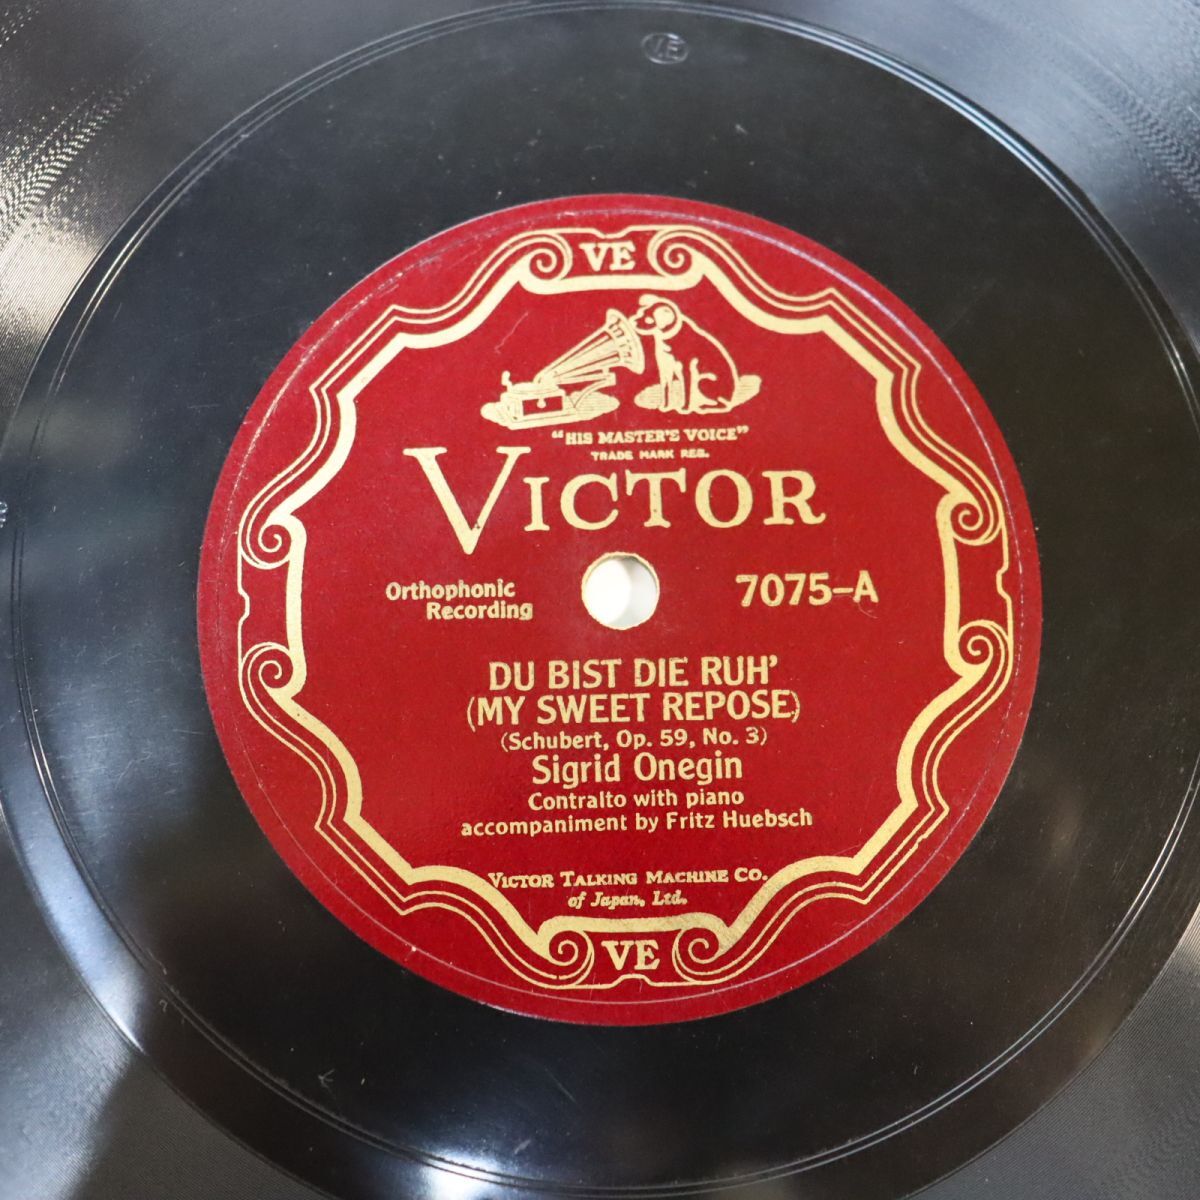 VE
VE
"HIS MASTER'S VOICE"
TRADE MARK REG.
VICTOR
Orthophonic
Recording
7075-A
DU BIST DIE RUH'
(MY SWEET REPOSE)
(Schubert, Op. 59, No. 3)
Sigrid Onegin
Contralto with piano
accompaniment by Fritz Huebsch
VICTOR TALKING MACHINE CO.
of Japan, Ltd.
VE